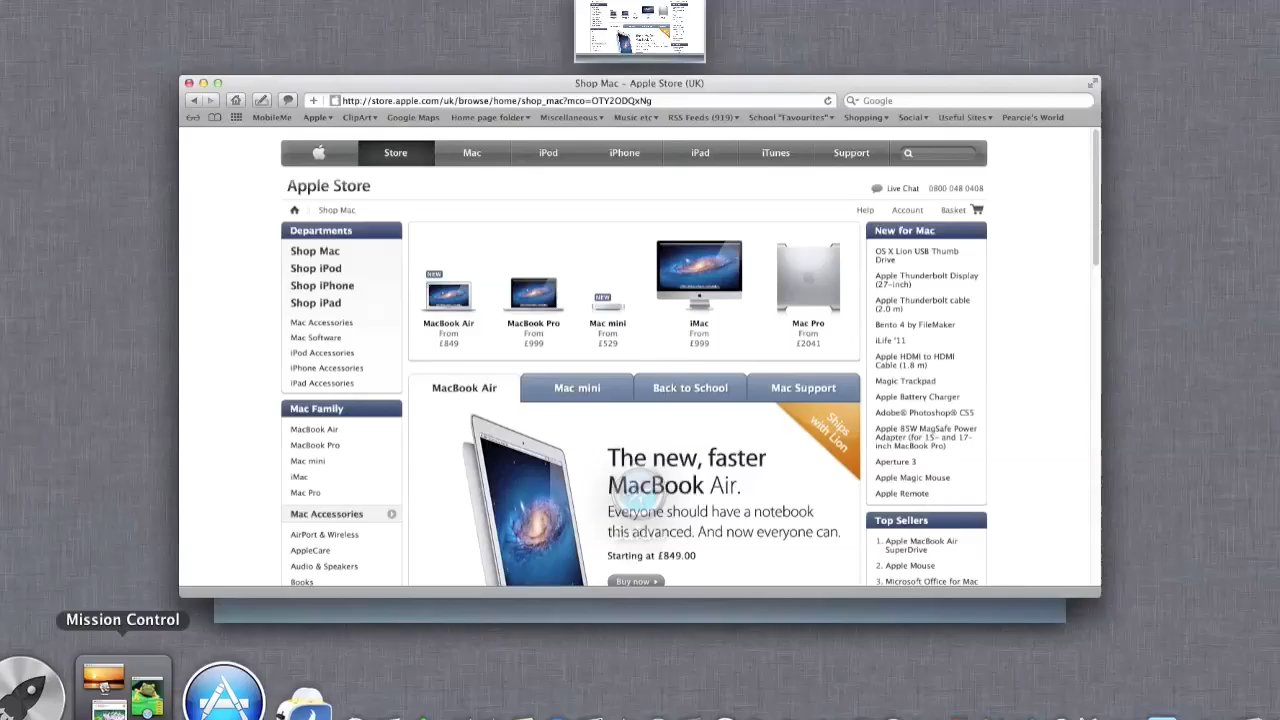 Shop Mac – Apple Store (UK)
http://store.apple.com/uk/browse/home/shop_mac?mco=OTY2ODQxNg
Google
MobileMe Apple ClipArt Google Maps Home page folder Miscellaneous Music etc RSS Feeds (919) School "Favourites" Shopping Social Useful Sites Pearcie's World
Store Mac iPod iPhone iPad iTunes Support
Apple Store
Live Chat 0800 048 0408
Shop Mac
Help Account Basket
Departments
Shop Mac
Shop iPod
Shop iPhone
Shop iPad
Mac Accessories
Mac Software
iPod Accessories
iPhone Accessories
iPad Accessories
Mac Family
MacBook Air
MacBook Pro
Mac mini
iMac
Mac Pro
Mac Accessories
AirPort & Wireless
AppleCare
Audio & Speakers
Books
NEW
MacBook Air
From
£849
MacBook Pro
From
£999
NEW
Mac mini
From
£529
iMac
From
£999
Mac Pro
From
£2041
MacBook Air Mac mini Back to School Mac Support
Ships
with Lion
The new, faster
MacBook Air.
Everyone should have a notebook
this advanced. And now everyone can.
Starting at £849.00
Buy now
New for Mac
OS X Lion USB Thumb
Drive
Apple Thunderbolt Display
(27-inch)
Apple Thunderbolt cable
(2.0 m)
Bento 4 by FileMaker
iLife '11
Apple HDMI to HDMI
Cable (1.8 m)
Magic Trackpad
Apple Battery Charger
Adobe® Photoshop® CS5
Apple 85W MagSafe Power
Adapter (for 15- and 17-
inch MacBook Pro)
Aperture 3
Apple Magic Mouse
Apple Remote
Top Sellers
1. Apple MacBook Air
SuperDrive
2. Apple Mouse
3. Microsoft Office for Mac
Mission Control